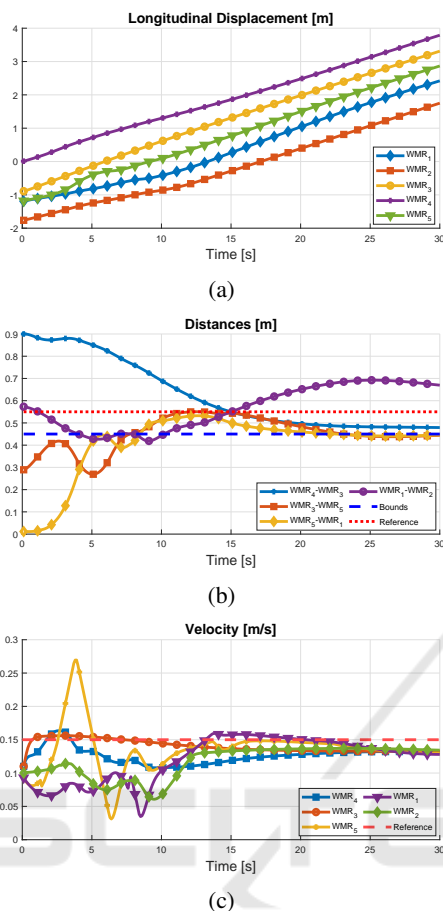 Longitudinal Displacement [m]
4
3
2
1
0
-1
-2
0 5 10 15 20 25 30
WMR1
WMR2
WMR3
WMR4
WMR5
Time [s]
(a)
Distances [m]
0.9
0.8
0.7
0.6
0.5
0.4
0.3
0.2
0.1
0
0 5 10 15 20 25 30
WMR4-WMR3 WMR1-WMR2
WMR3-WMR5 Bounds
WMR5-WMR1 Reference
Time [s]
(b)
Velocity [m/s]
0.3
0.25
0.2
0.15
0.1
0.05
0
0 5 10 15 20 25 30
WMR4 WMR1
WMR3 WMR2
WMR5 Reference
Time [s]
(c)